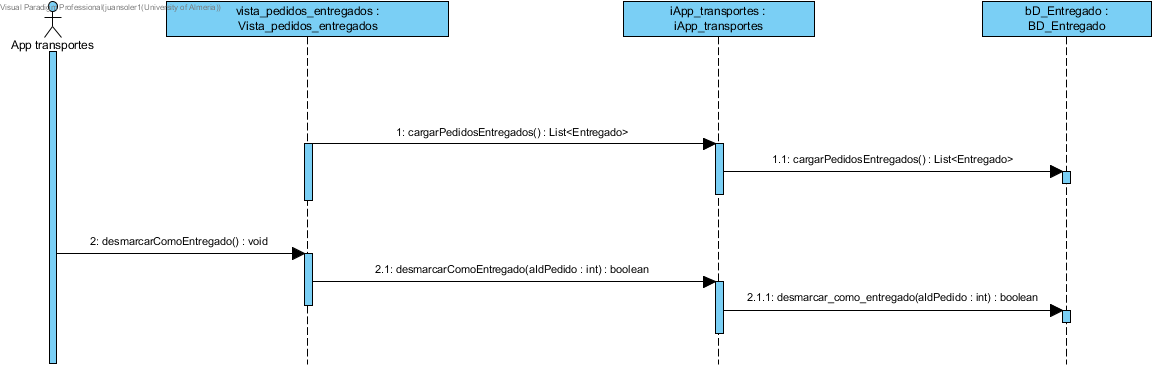 Visual Paradigm Professional(juansoler1(University of Almeria))
App transportes
vista_pedidos_entregados :
Vista_pedidos_entregados
iApp_transportes :
iApp_transportes
bD_Entregado :
BD_Entregado
1: cargarPedidosEntregados() : List<Entregado>
1.1: cargarPedidosEntregados() : List<Entregado>
2: desmarcarComoEntregado() : void
2.1: desmarcarComoEntregado(aIdPedido : int) : boolean
2.1.1: desmarcar_como_entregado(aIdPedido : int) : boolean